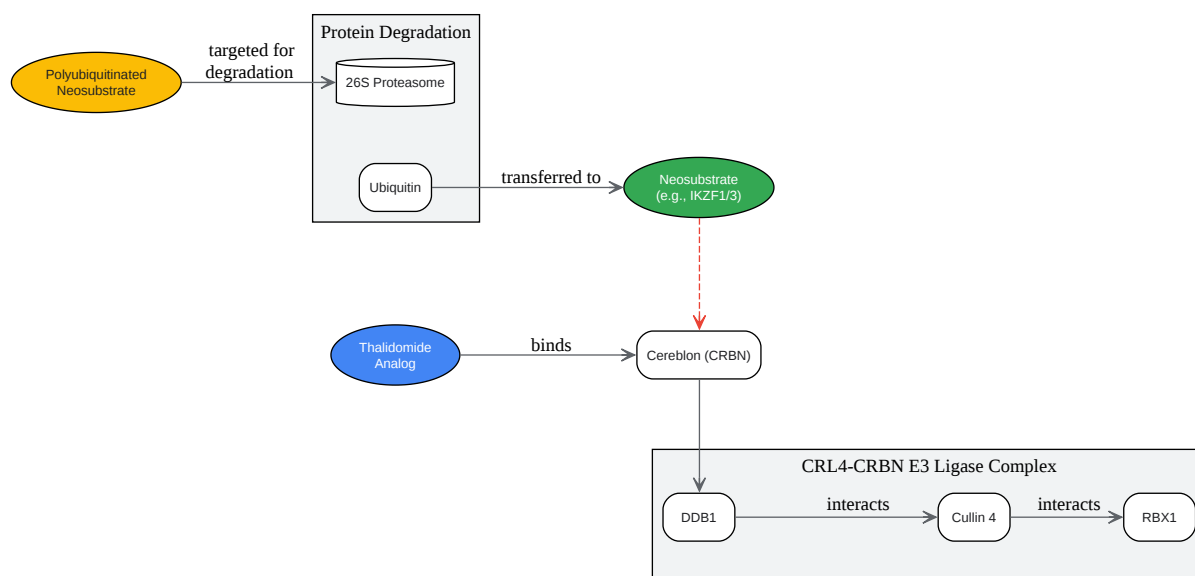 Protein Degradation
targeted for
degradation
Polyubiquitinated
Neosubstrate
26S Proteasome
Ubiquitin
transferred to
Neosubstrate
(e.g., IKZF1/3)
Thalidomide
Analog
binds
Cereblon (CRBN)
CRL4-CRBN E3 Ligase Complex
DDB1
interacts
Cullin 4
interacts
RBX1